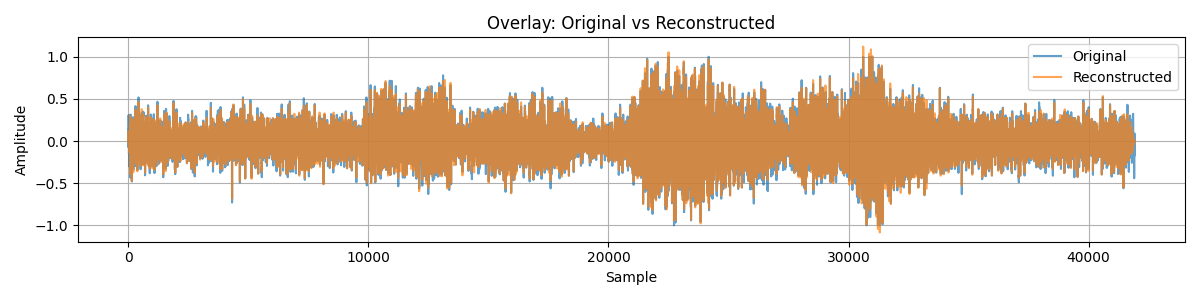 Overlay: Original vs Reconstructed
1.0
0.5
0.0
−0.5
−1.0
Amplitude
Original
Reconstructed
0
10000
20000
30000
40000
Sample